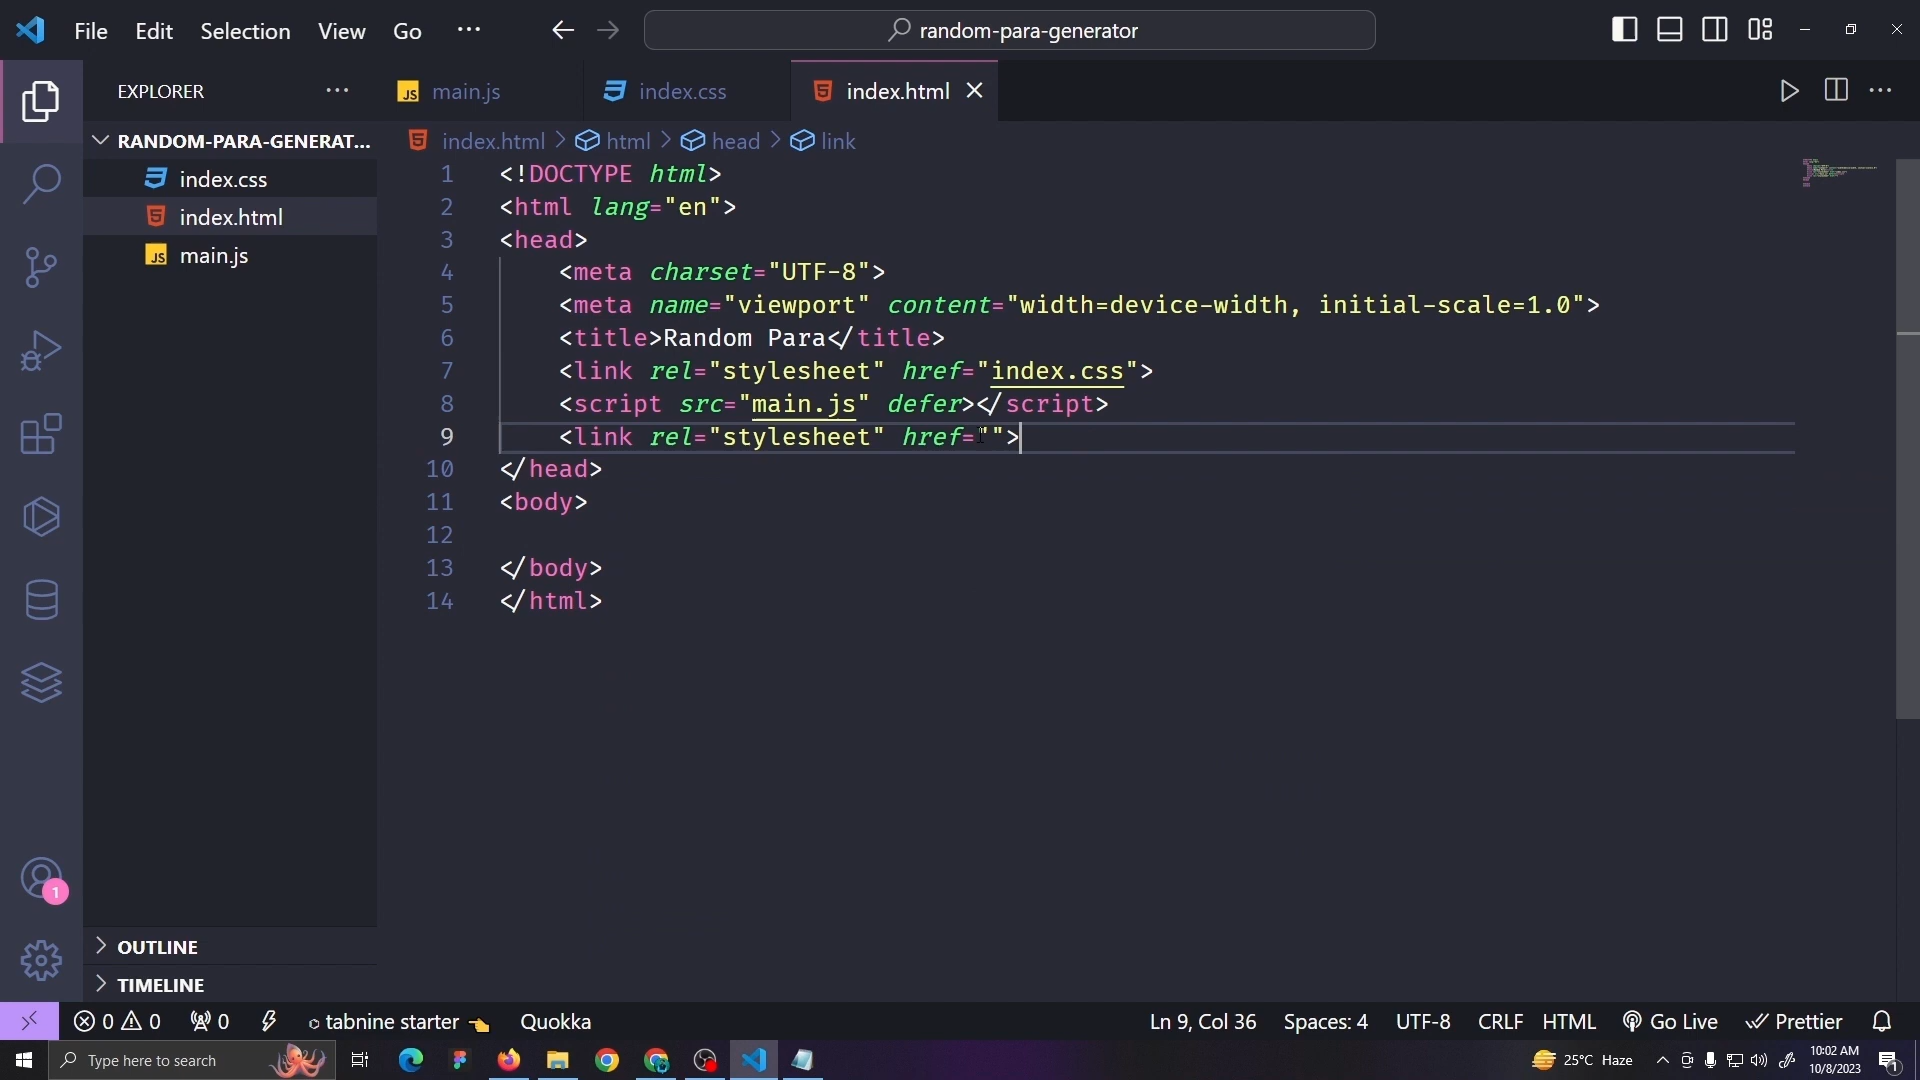 File Edit Selection View Go ··· random-para-generator
EXPLORER ··· main.js index.css index.html
RANDOM-PARA-GENERAT... index.html > html > head > link
index.css
index.html
main.js
1 <!DOCTYPE html>
2 <html lang="en">
3 <head>
4 <meta charset="UTF-8">
5 <meta name="viewport" content="width=device-width, initial-scale=1.0">
6 <title>Random Para</title>
7 <link rel="stylesheet" href="index.css">
8 <script src="main.js" defer></script>
9 <link rel="stylesheet" href="">
10 </head>
11 <body>
12
13 </body>
14 </html>
1
OUTLINE
TIMELINE
0 0 0 tabnine starter Quokka Ln 9, Col 36 Spaces: 4 UTF-8 CRLF HTML Go Live Prettier
Type here to search 25°C Haze 10:02 AM
10/8/2023 1